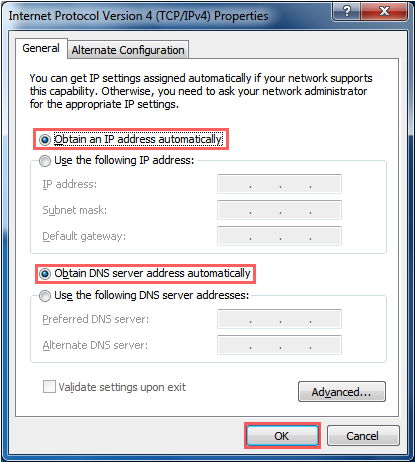 Internet Protocol Version 4 (TCP/IPv4) Properties
General
Alternate Configuration
You can get IP settings assigned automatically if your network supports
this capability. Otherwise, you need to ask your network administrator
for the appropriate IP settings.
Obtain an IP address automatically
Use the following IP address:
IP address:
Subnet mask:
Default gateway:
Obtain DNS server address automatically
Use the following DNS server addresses:
Preferred DNS server:
Alternate DNS server:
Validate settings upon exit
Advanced...
OK
Cancel